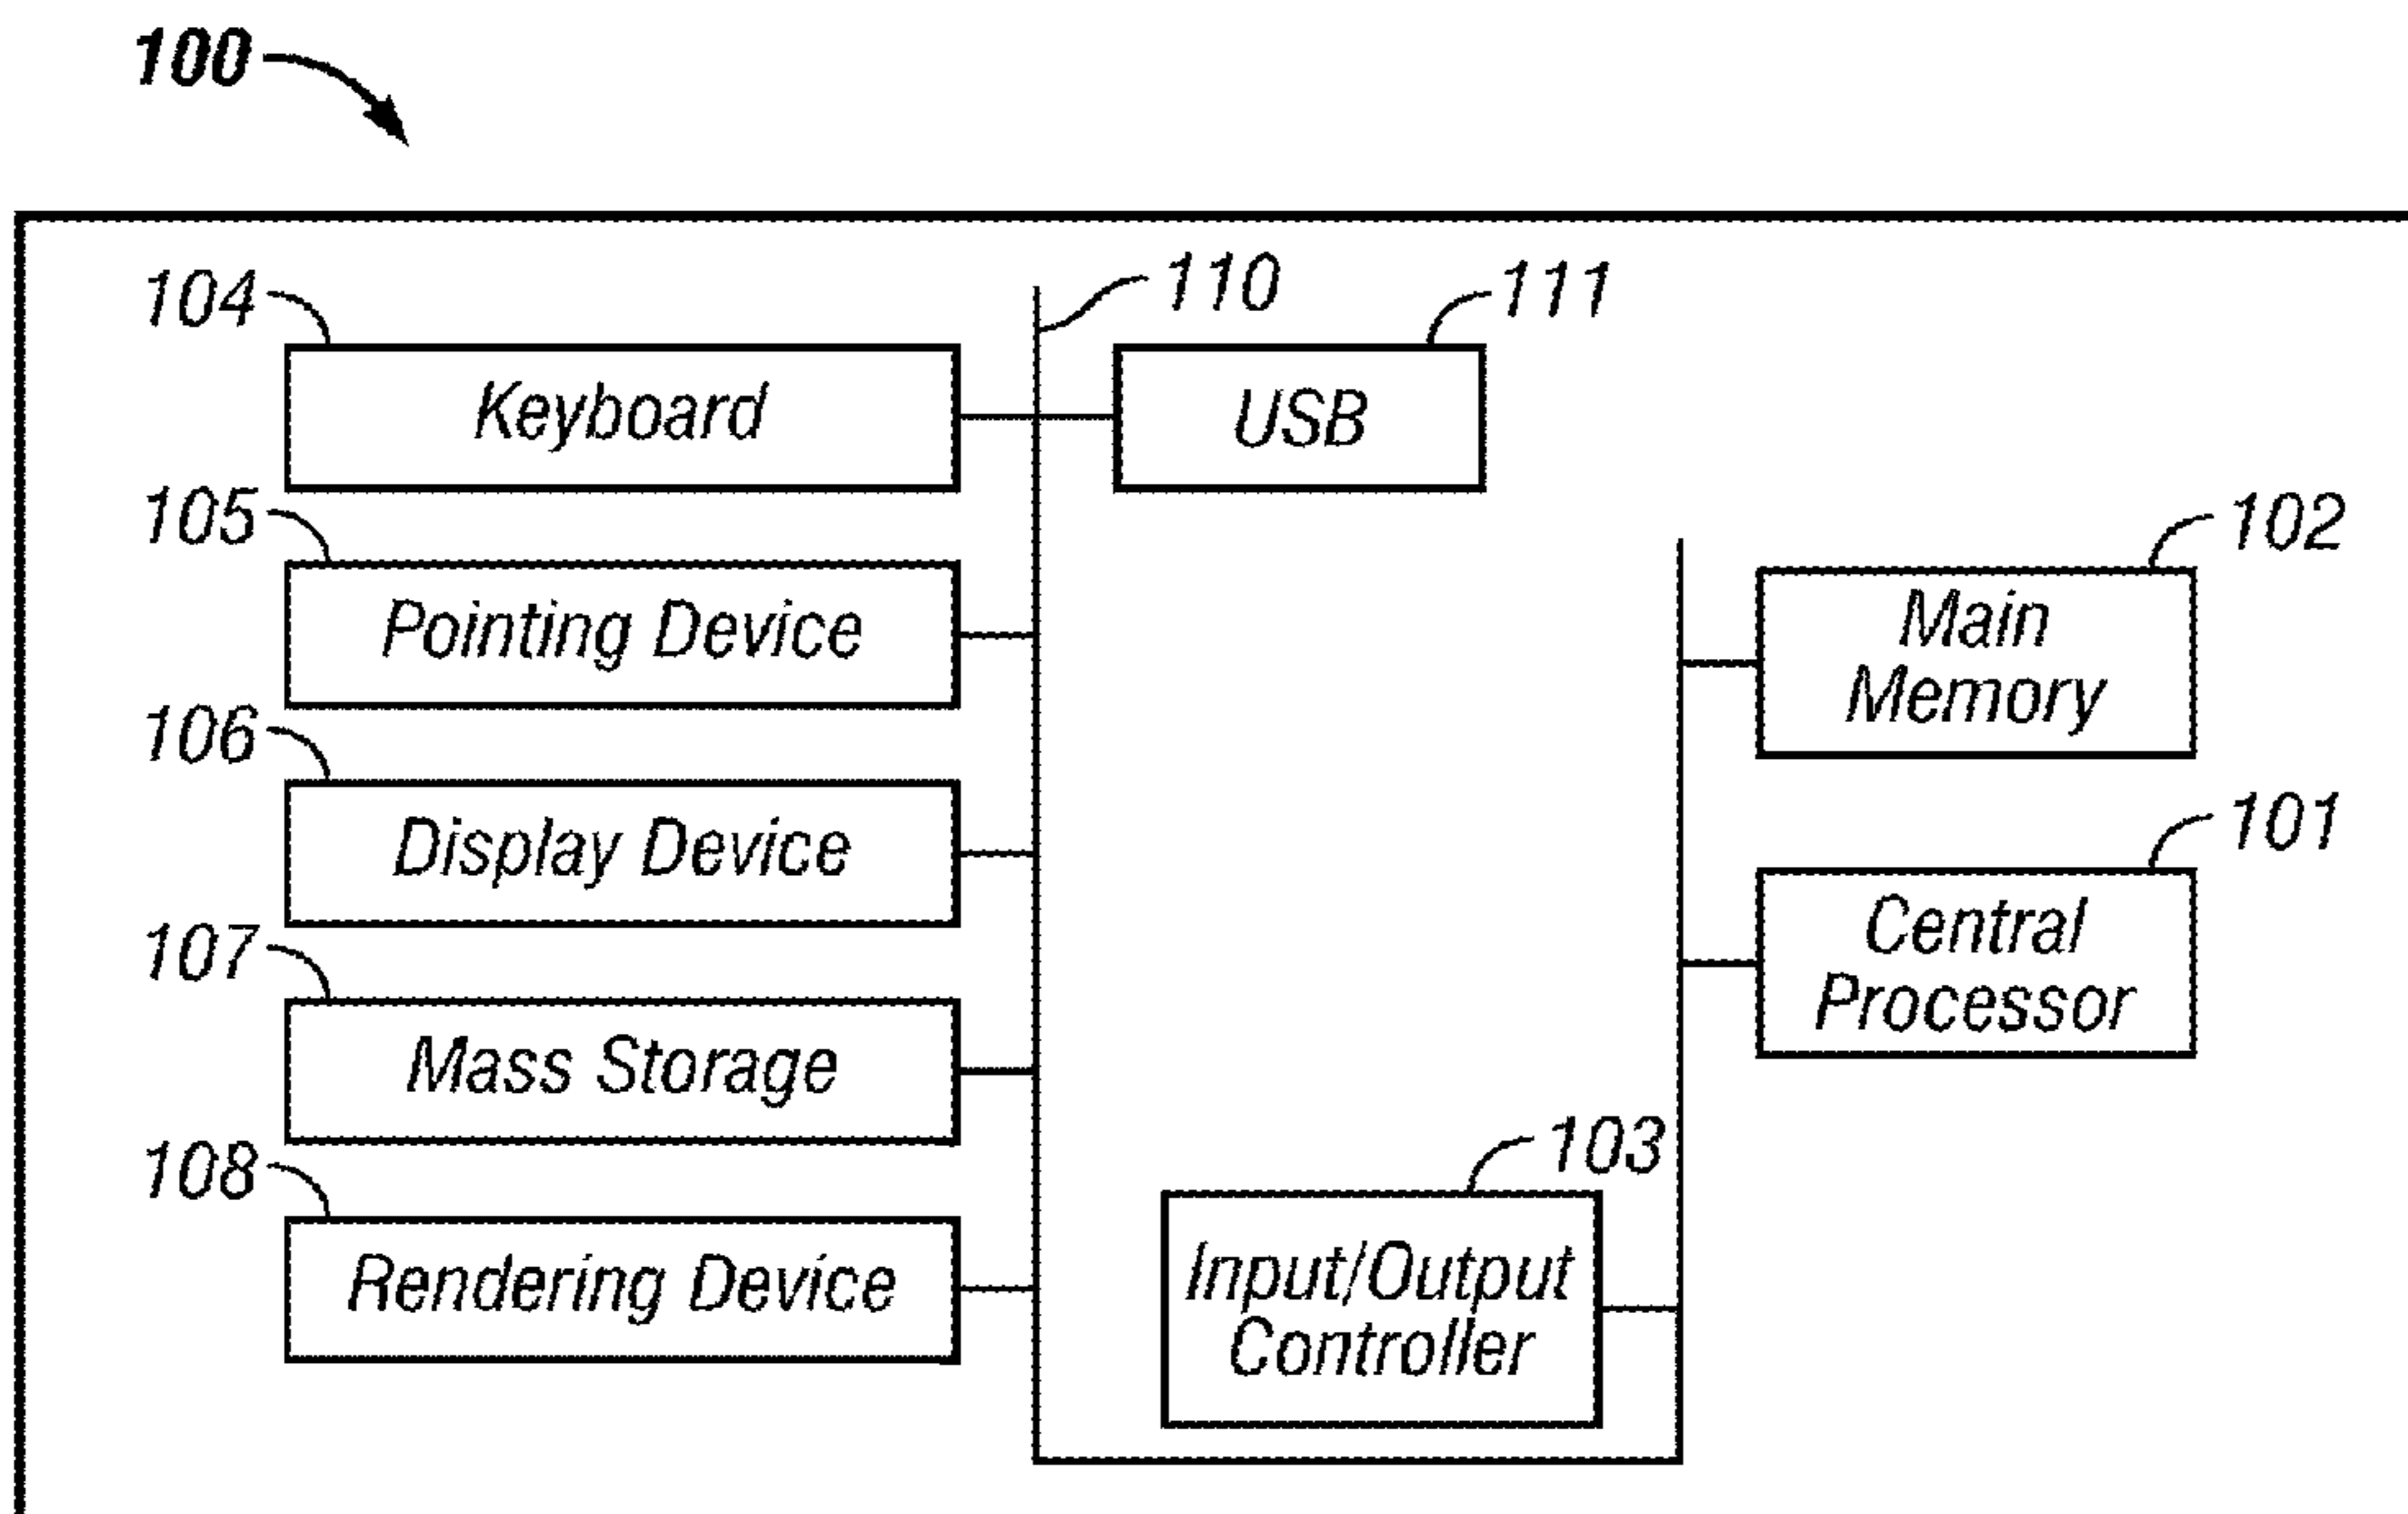 100
104
110
111
Keyboard
USB
105
102
Pointing Device
Main
Memory
106
101
Display Device
Central
Processor
107
Mass Storage
103
108
Input/Output
Controller
Rendering Device